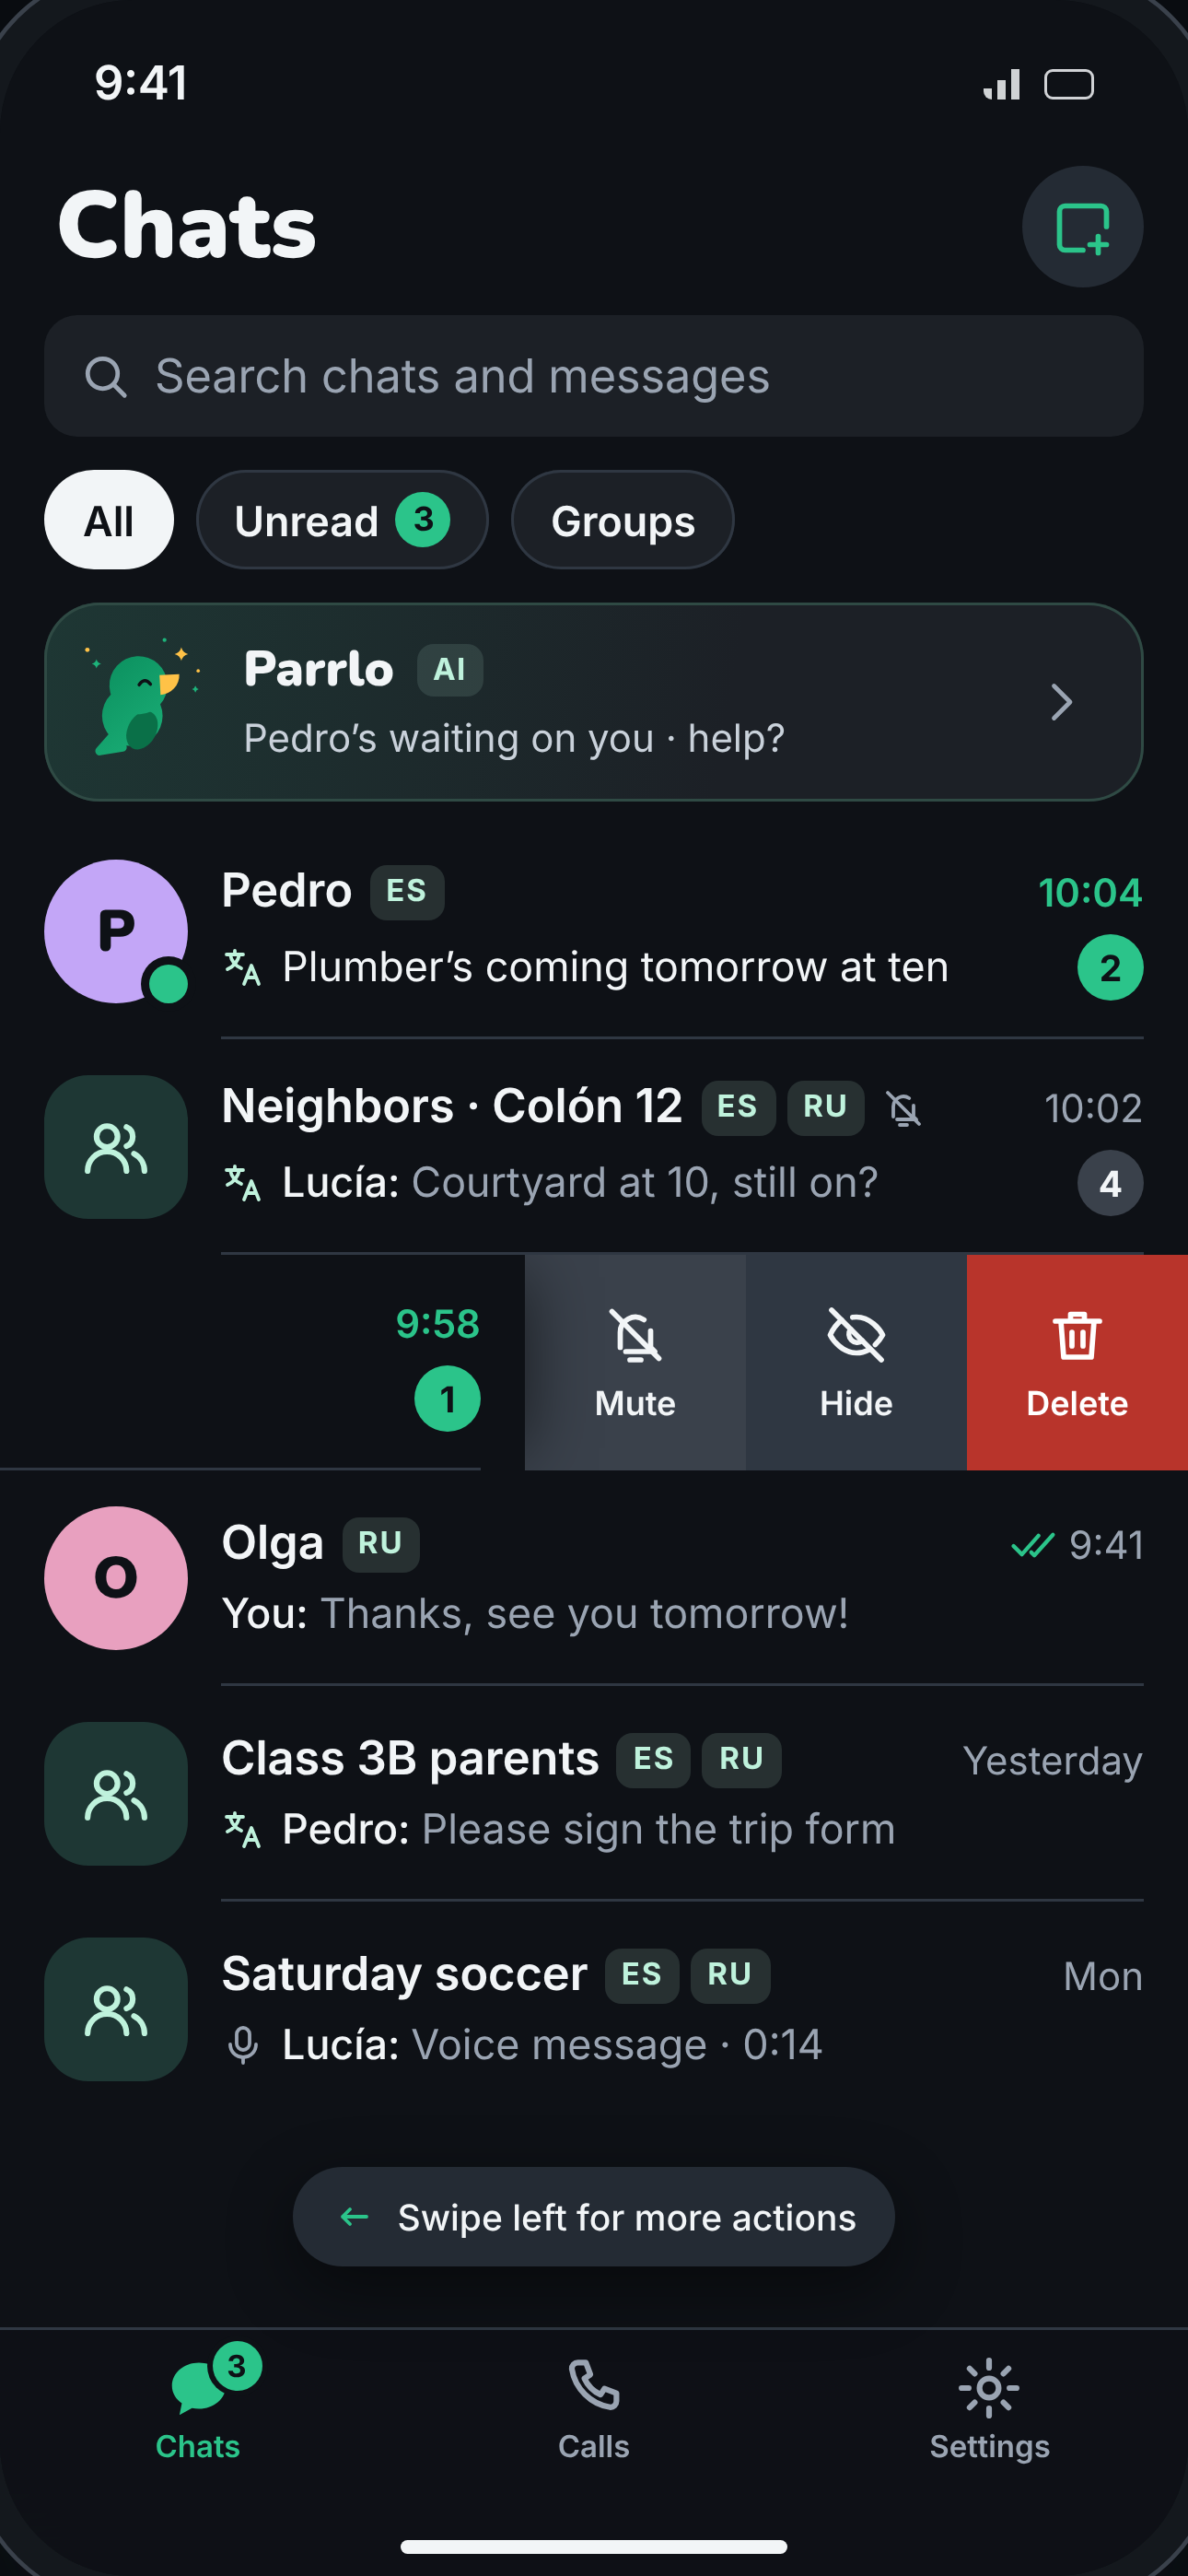 9:41
Chats
Search chats and messages
All
Unread 3
Groups
Parrlo AI
Pedro’s waiting on you · help?
P
Pedro ES 10:04
Plumber’s coming tomorrow at ten 2
Neighbors · Colón 12 ES RU 10:02
Lucía: Courtyard at 10, still on? 4
9:58
1
Mute
Hide
Delete
O
Olga RU 9:41
You: Thanks, see you tomorrow!
Class 3B parents ES RU Yesterday
Pedro: Please sign the trip form
Saturday soccer ES RU Mon
Lucía: Voice message · 0:14
Swipe left for more actions
3
Chats
Calls
Settings